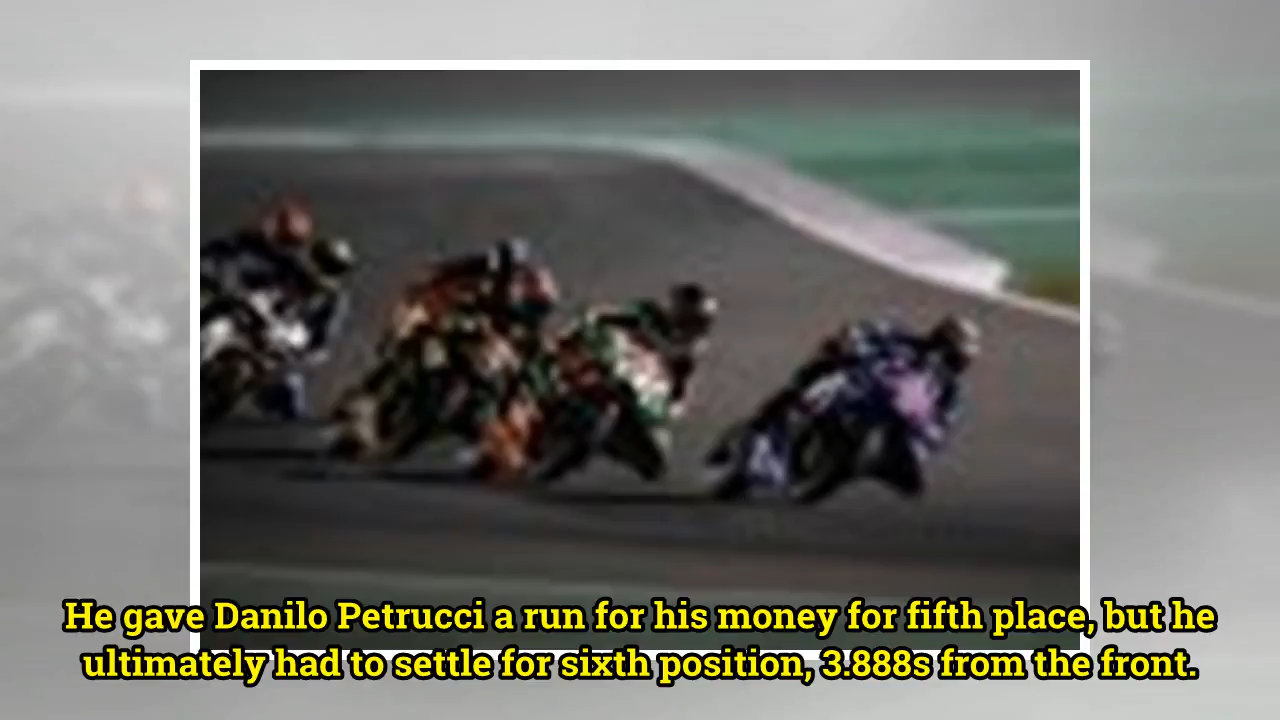 He gave Danilo Petrucci a run for his money for fifth place, but he
ultimately had to settle for sixth position, 3.888s from the front.